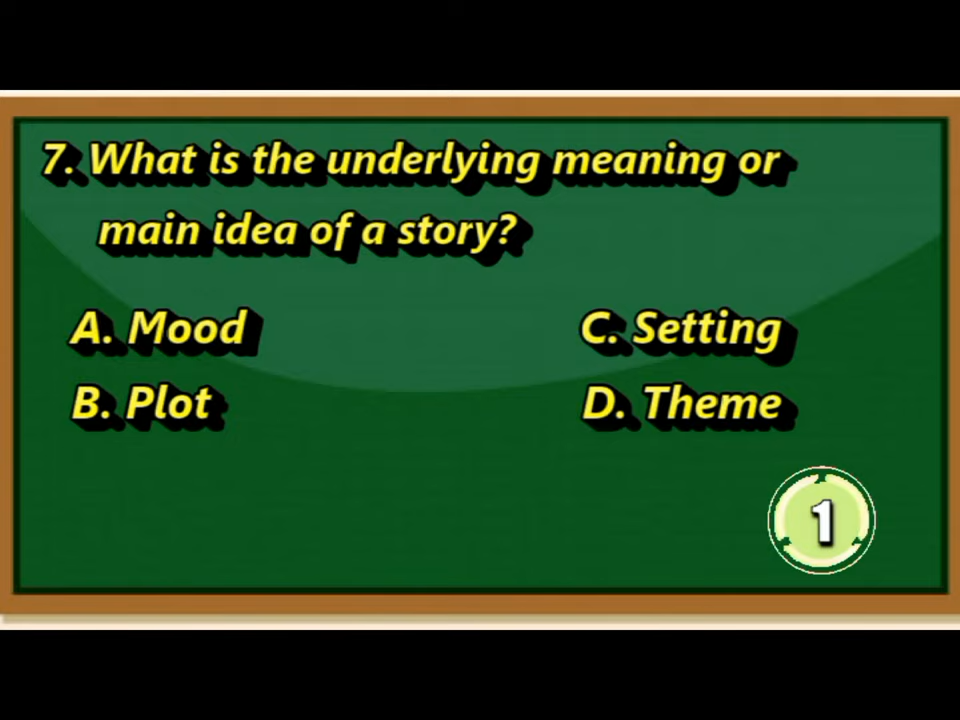 7. What is the underlying meaning or
main idea of a story?
A. Mood
B. Plot
C. Setting
D. Theme
1